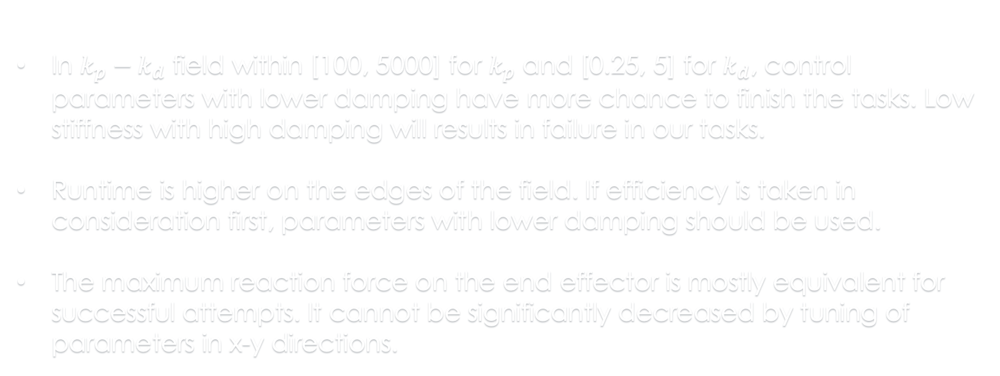 • In k_p − k_d field within [100, 5000] for k_p and [0.25, 5] for k_d, control
parameters with lower damping have more chance to finish the tasks. Low
stiffness with high damping will results in failure in our tasks.
• Runtime is higher on the edges of the field. If efficiency is taken in
consideration first, parameters with lower damping should be used.
• The maximum reaction force on the end effector is mostly equivalent for
successful attempts. It cannot be significantly decreased by tuning of
parameters in x-y directions.